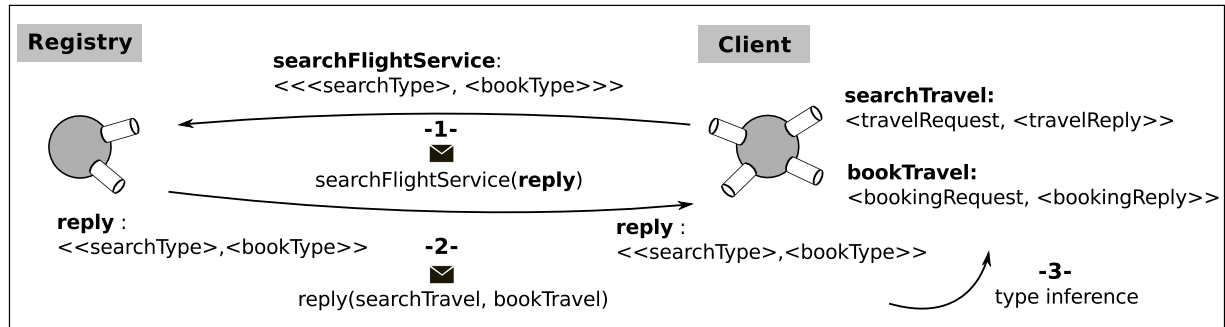 Registry
Client
searchFlightService:
<<<searchType>, <bookType>>>
-1-
searchFlightService(reply)
searchTravel:
<travelRequest, <travelReply>>
bookTravel:
<bookingRequest, <bookingReply>>
reply :
<<searchType>,<bookType>>
-2-
reply(searchTravel, bookTravel)
reply :
<<searchType>,<bookType>>
-3-
type inference